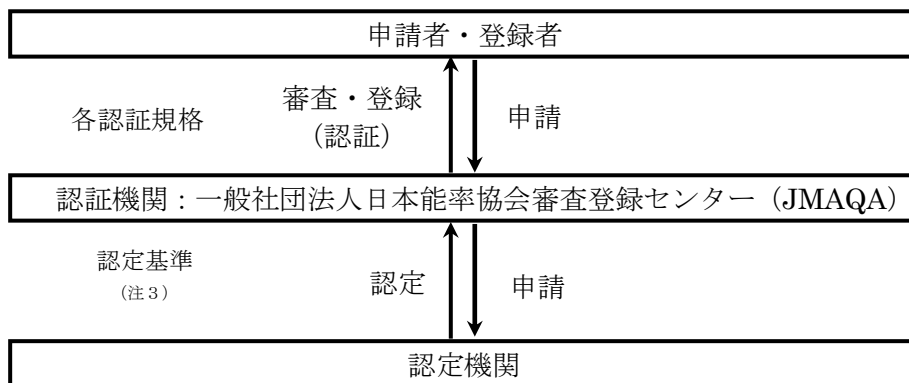 申請者・登録者
各認証規格
審査・登録
(認証)
申請
認証機関：一般社団法人日本能率協会審査登録センター（JMAQA）
認定基準
（注３）
認定
申請
認定機関